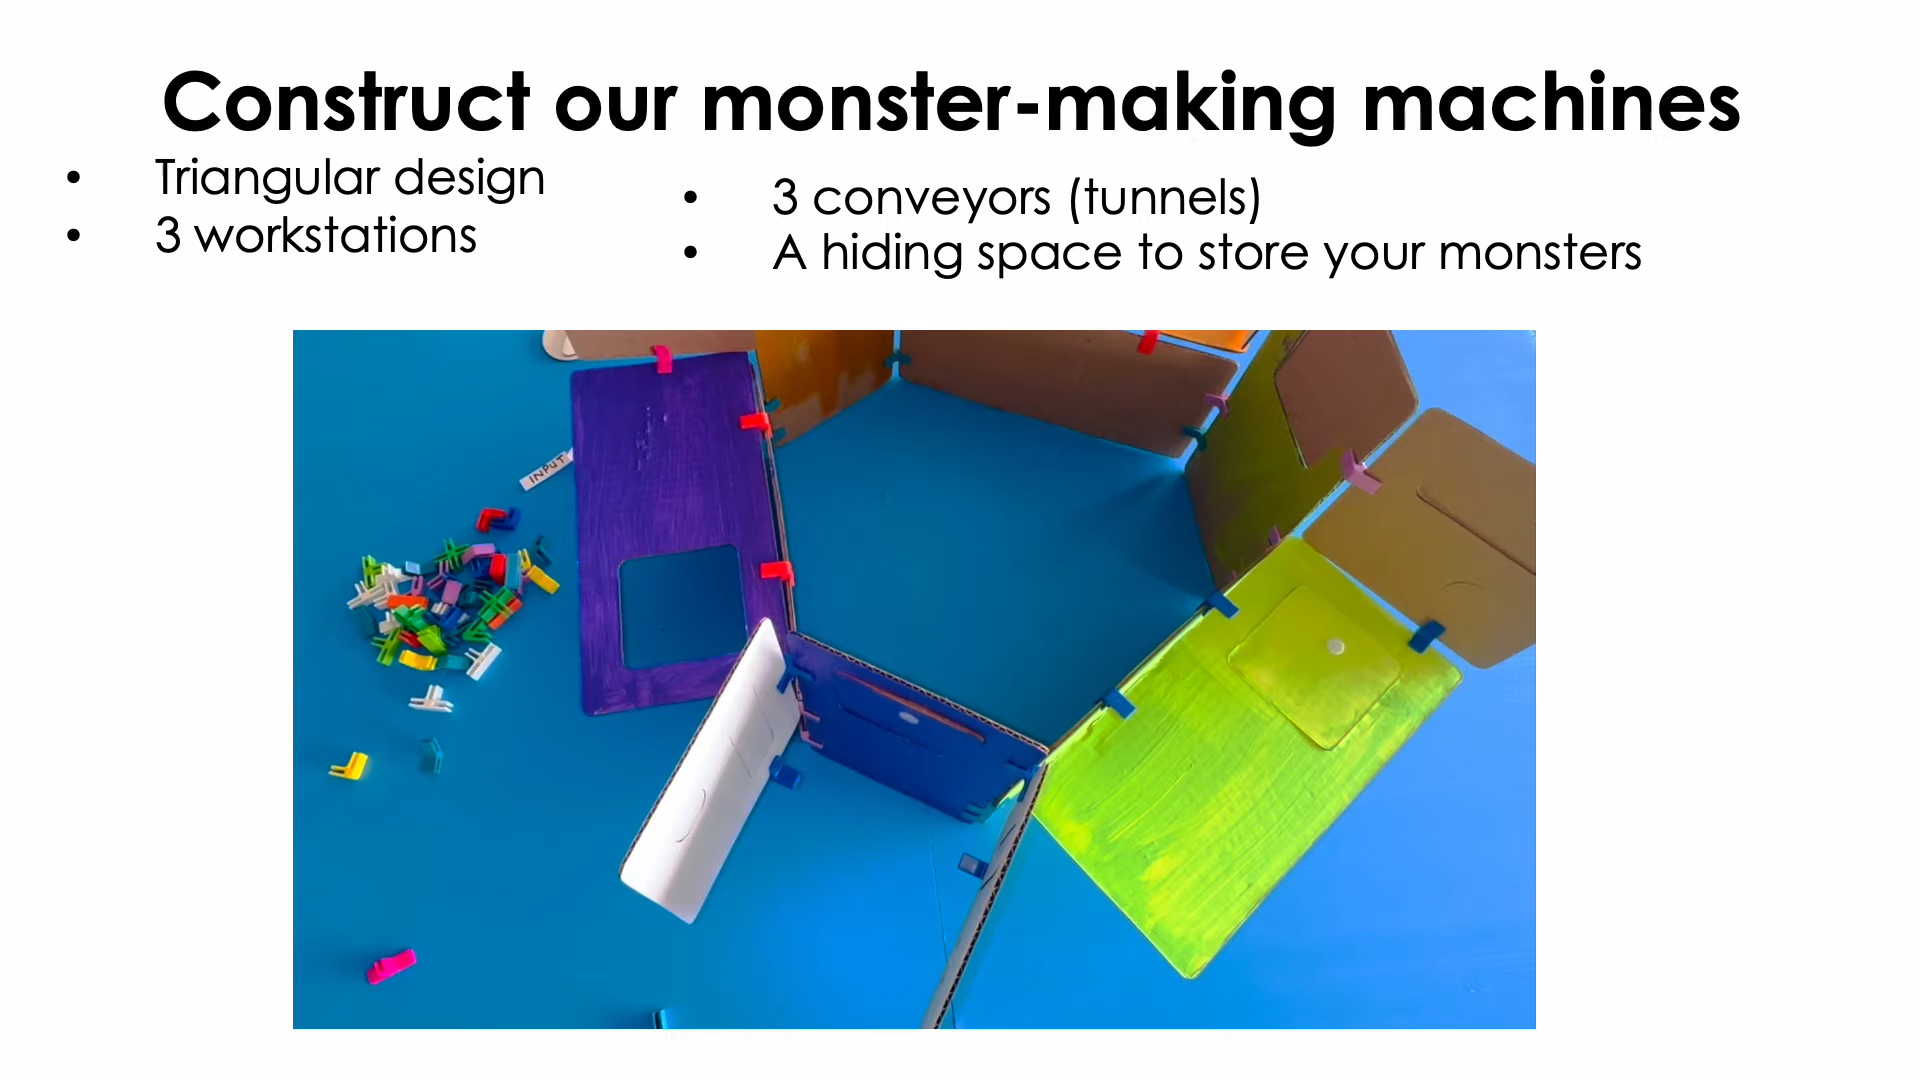 Construct our monster-making machines
• Triangular design
• 3 workstations
• 3 conveyors (tunnels)
• A hiding space to store your monsters
INPUT